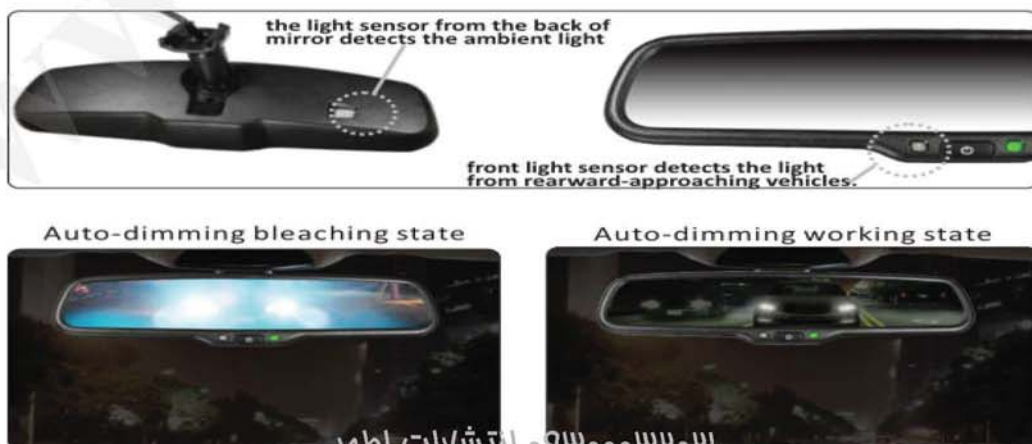 the light sensor from the back of
mirror detects the ambient light
front light sensor detects the light
from rearward-approaching vehicles.
Auto-dimming bleaching state
Auto-dimming working state